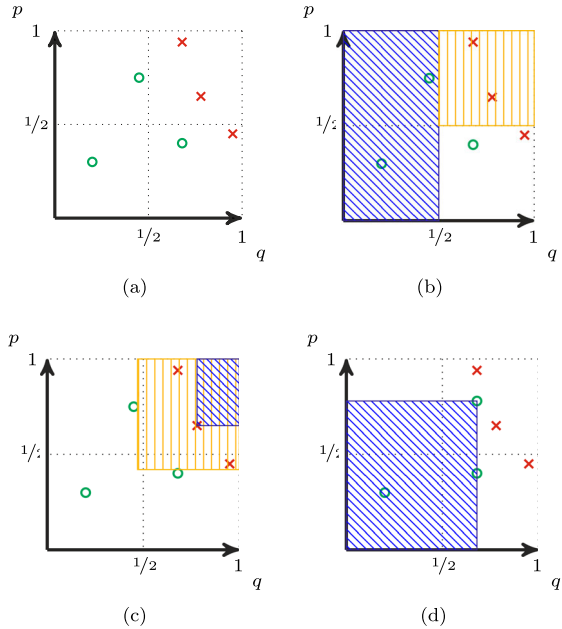 p p
1 1
1/2 1/2
1/2 1 1/2 1
q q
(a) (b)
p p
1 1
1/2 1/2
1/2 1 1/2 1
q q
(c) (d)